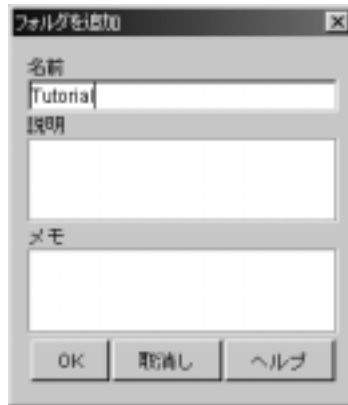 フォルダを追加
名前
Tutorial
説明
メモ
OK 取消し ヘルプ